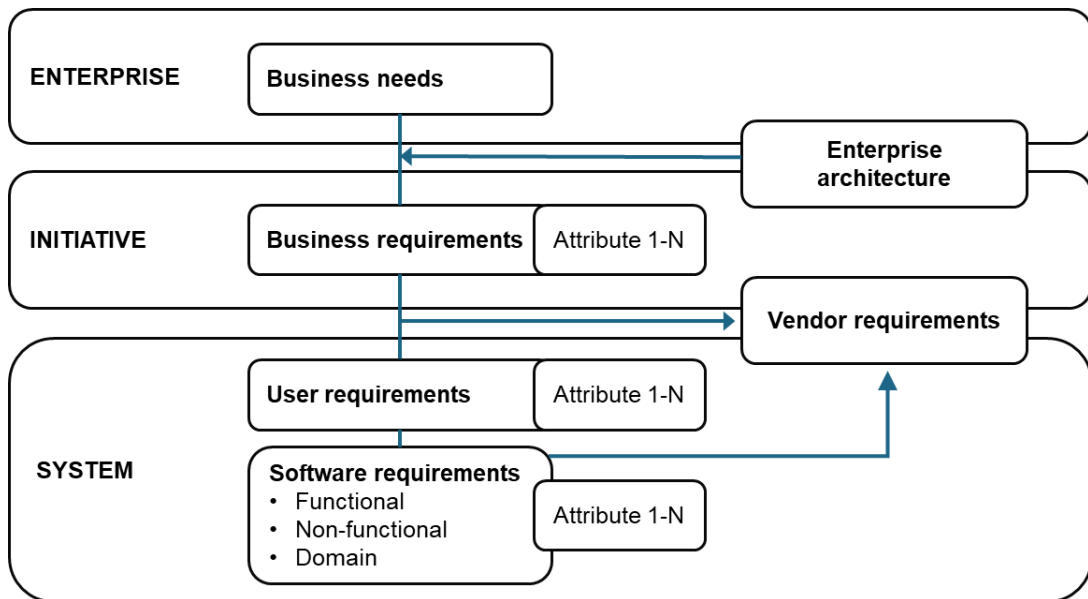 ENTERPRISE
Business needs
Enterprise
architecture
INITIATIVE
Business requirements
Attribute 1-N
Vendor requirements
User requirements
Attribute 1-N
SYSTEM
Software requirements
• Functional
• Non-functional
• Domain
Attribute 1-N